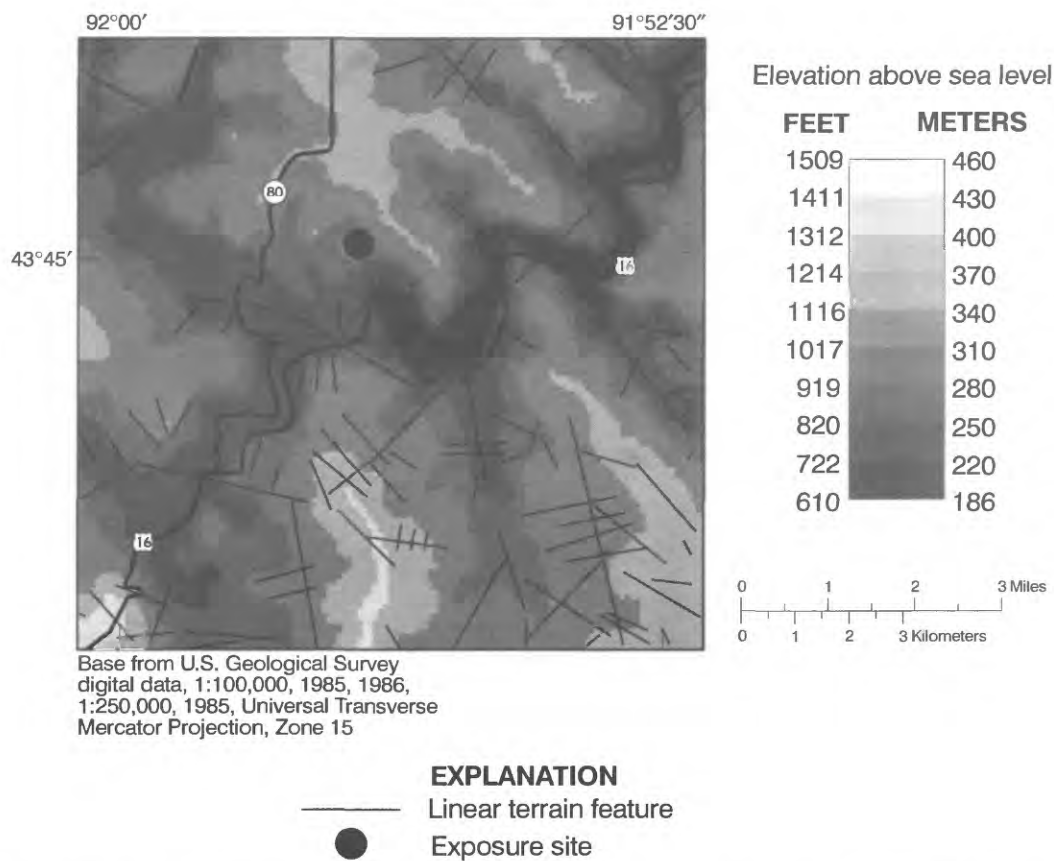 92°00′ 91°52′30″
80
43°45′
16
16
Elevation above sea level
FEET METERS
1509 460
1411 430
1312 400
1214 370
1116 340
1017 310
919 280
820 250
722 220
610 186
0 1 2 3 Miles
0 1 2 3 Kilometers
Base from U.S. Geological Survey
digital data, 1:100,000, 1985, 1986,
1:250,000, 1985, Universal Transverse
Mercator Projection, Zone 15
EXPLANATION
Linear terrain feature
Exposure site